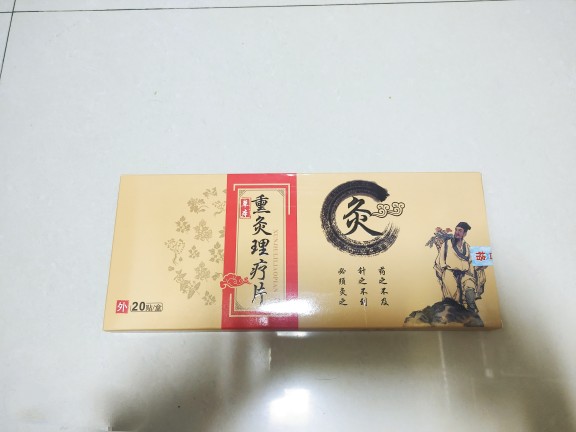 外
20贴/盒
草本
熏灸理疗片
XUNJIULILIAOPIAN
灸
药之不及
针之不到
必须灸之